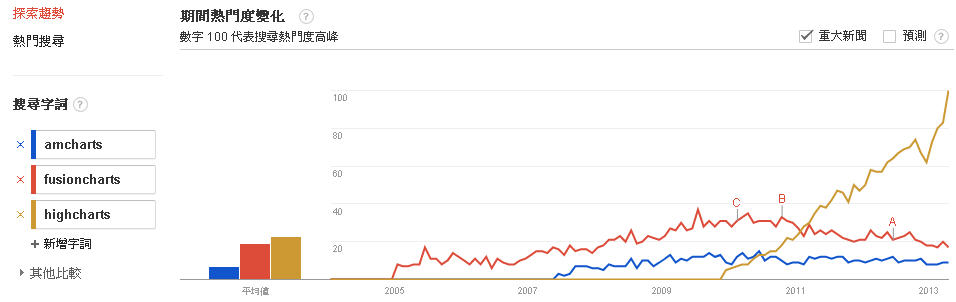 探索趨勢
熱門搜尋
搜尋字詞 ?
× amcharts
× fusioncharts
× highcharts
+ 新增字詞
其他比較
期間熱門度變化 ?
數字 100 代表搜尋熱門度高峰
重大新聞 預測 ?
100
80
60
40
20
C
B
A
平均值
2005 2007 2009 2011 2013